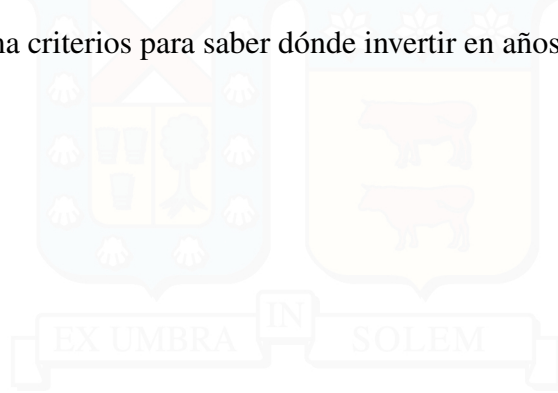 na criterios para saber dónde invertir en años
EX UMBRA IN SOLEM